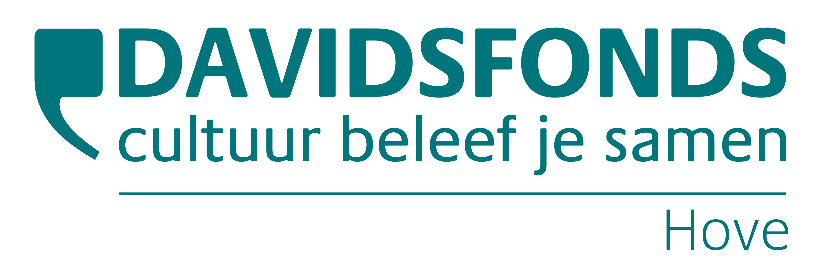 DAVIDSFONDS
cultuur beleef je samen
Hove